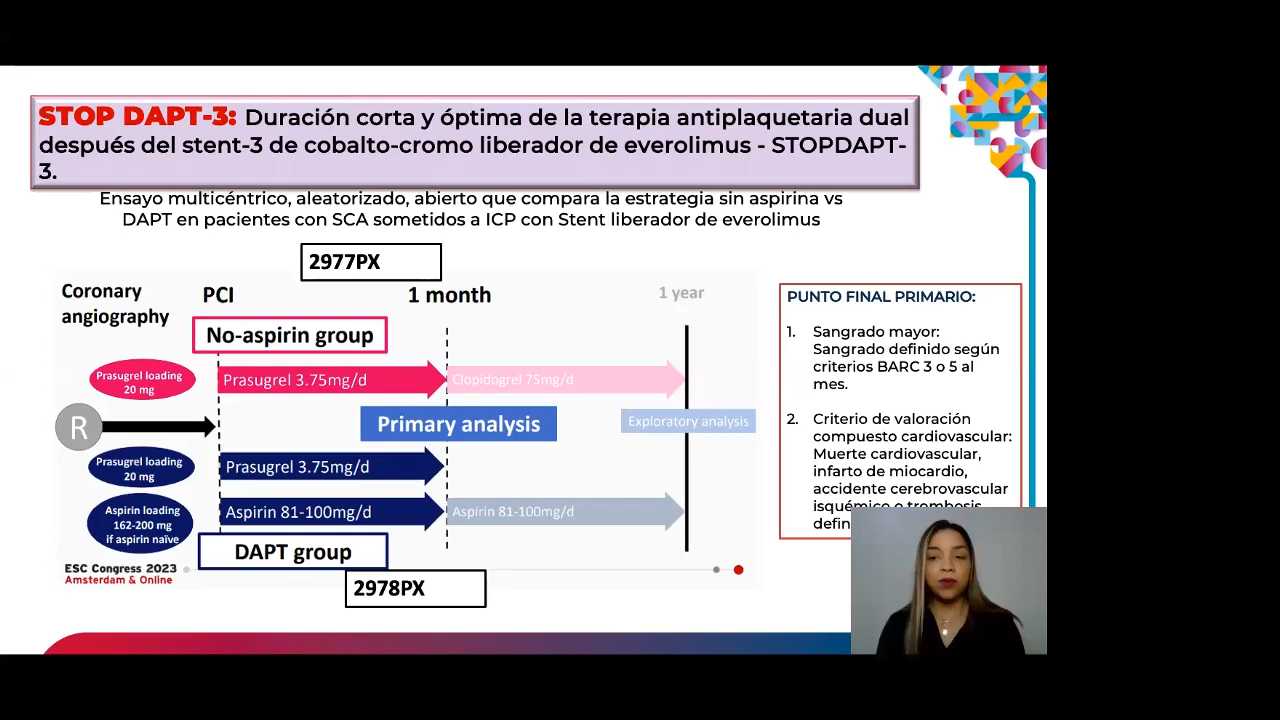 STOP DAPT-3: Duración corta y óptima de la terapia antiplaquetaria dual
después del stent-3 de cobalto-cromo liberador de everolimus - STOPDAPT-
3.
Ensayo multicéntrico, aleatorizado, abierto que compara la estrategia sin aspirina vs
DAPT en pacientes con SCA sometidos a ICP con Stent liberador de everolimus
2977PX
Coronary
angiography
PCI
1 month
1 year
No-aspirin group
Prasugrel loading
20 mg
Prasugrel 3.75mg/d
Clopidogrel 75mg/d
R
Primary analysis
Exploratory analysis
Prasugrel loading
20 mg
Prasugrel 3.75mg/d
Aspirin loading
162-200 mg
if aspirin naïve
Aspirin 81-100mg/d
Aspirin 81-100mg/d
DAPT group
ESC Congress 2023
Amsterdam & Online
2978PX
PUNTO FINAL PRIMARIO:
1. Sangrado mayor:
Sangrado definido según
criterios BARC 3 o 5 al
mes.
2. Criterio de valoración
compuesto cardiovascular:
Muerte cardiovascular,
infarto de miocardio,
accidente cerebrovascular
isquémico o trombosis